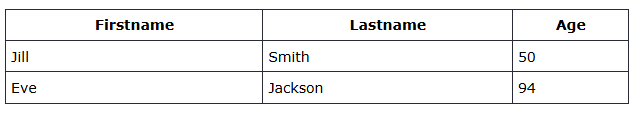 Firstname Lastname Age
Jill Smith 50
Eve Jackson 94